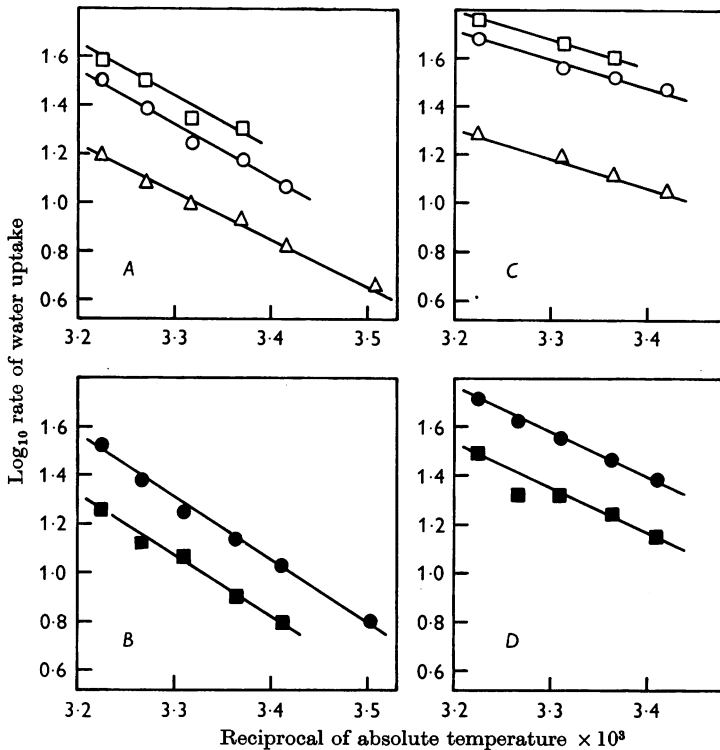 Log₁₀ rate of water uptake
1·6
1·4
1·2
1·0
0·8
0·6
A
3·2 3·3 3·4 3·5
1·6
1·4
1·2
1·0
0·8
0·6
C
3·2 3·3 3·4
1·6
1·4
1·2
1·0
0·8
0·6
B
3·2 3·3 3·4 3·5
1·6
1·4
1·2
1·0
0·8
0·6
D
3·2 3·3 3·4
Reciprocal of absolute temperature × 10³